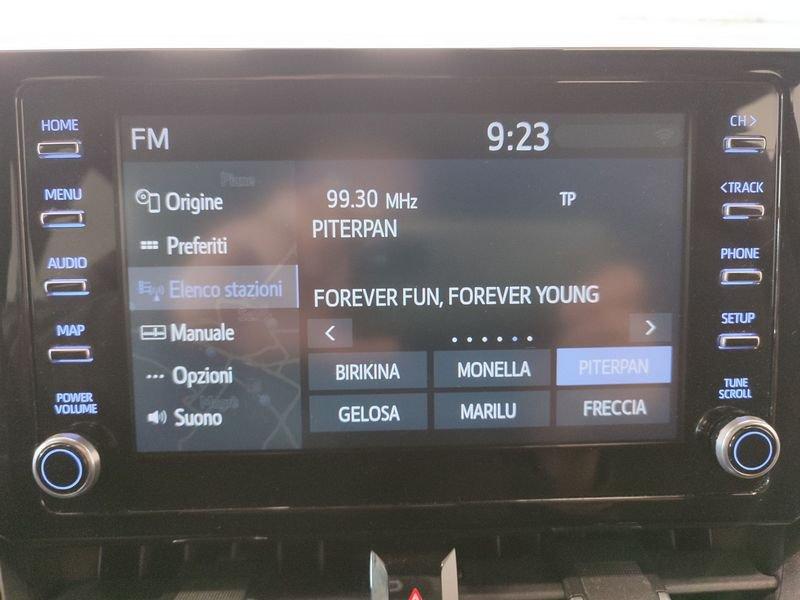 HOME
MENU
AUDIO
MAP
POWER
VOLUME
FM
9:23
Origine
Preferiti
Elenco stazioni
Manuale
Opzioni
Suono
99.30 MHz
TP
PITERPAN
FOREVER FUN, FOREVER YOUNG
<
>
BIRIKINA
MONELLA
PITERPAN
GELOSA
MARILU
FRECCIA
CH >
<TRACK
PHONE
SETUP
TUNE
SCROLL